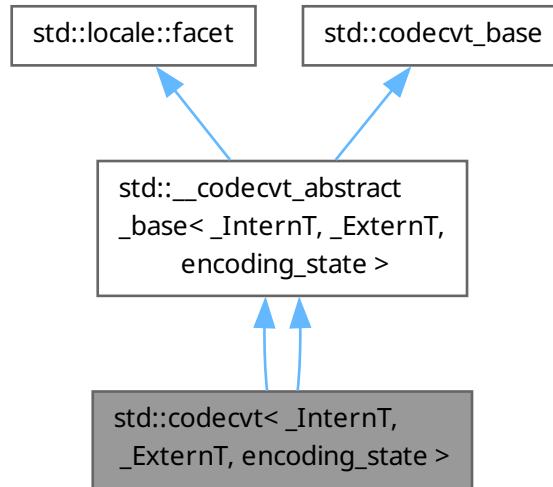 std::locale::facet
std::codecvt_base
std::__codecvt_abstract
_base< _InternT, _ExternT,
encoding_state >
std::codecvt< _InternT,
_ExternT, encoding_state >